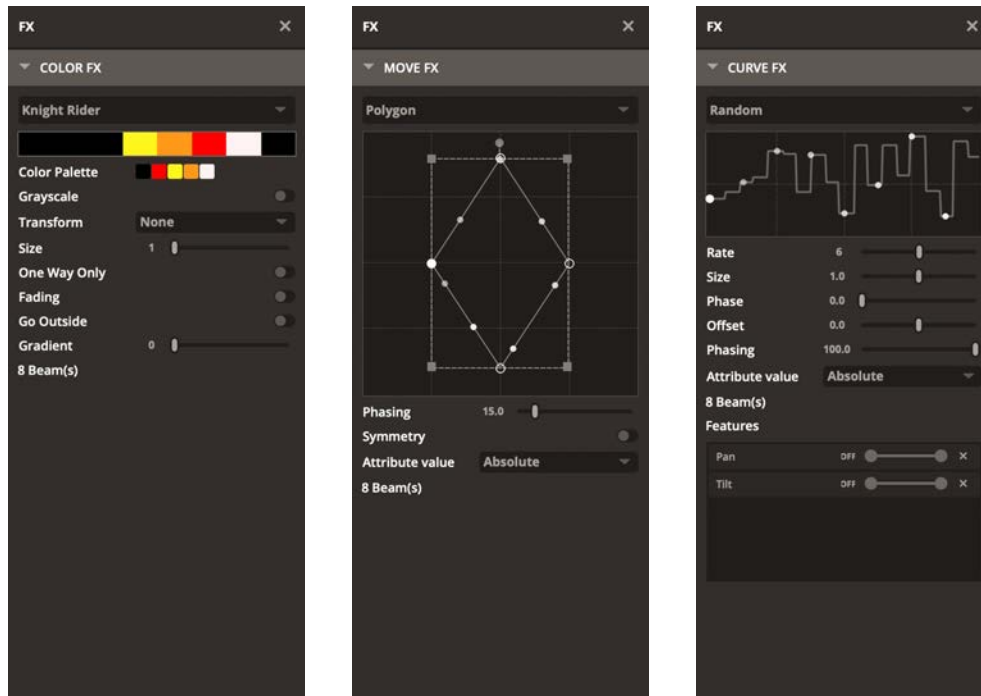 FX
COLOR FX
Knight Rider
Color Palette
Grayscale
Transform None
Size 1
One Way Only
Fading
Go Outside
Gradient 0
8 Beam(s)
FX
MOVE FX
Polygon
Phasing 15.0
Symmetry
Attribute value Absolute
8 Beam(s)
FX
CURVE FX
Random
Rate 6
Size 1.0
Phase 0.0
Offset 0.0
Phasing 100.0
Attribute value Absolute
8 Beam(s)
Features
Pan OFF
Tilt OFF